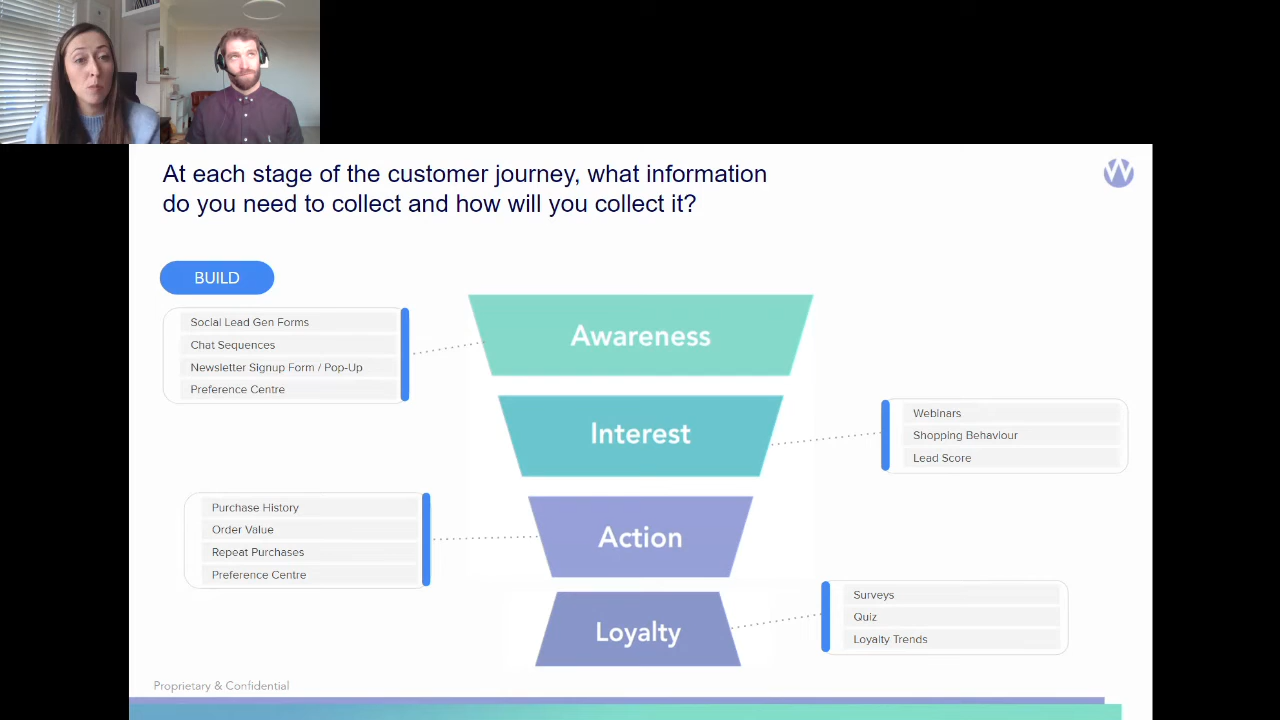 At each stage of the customer journey, what information
do you need to collect and how will you collect it?
BUILD
Social Lead Gen Forms
Chat Sequences
Newsletter Signup Form / Pop-Up
Preference Centre
Awareness
Interest
Webinars
Shopping Behaviour
Lead Score
Purchase History
Order Value
Repeat Purchases
Preference Centre
Action
Loyalty
Surveys
Quiz
Loyalty Trends
Proprietary & Confidential